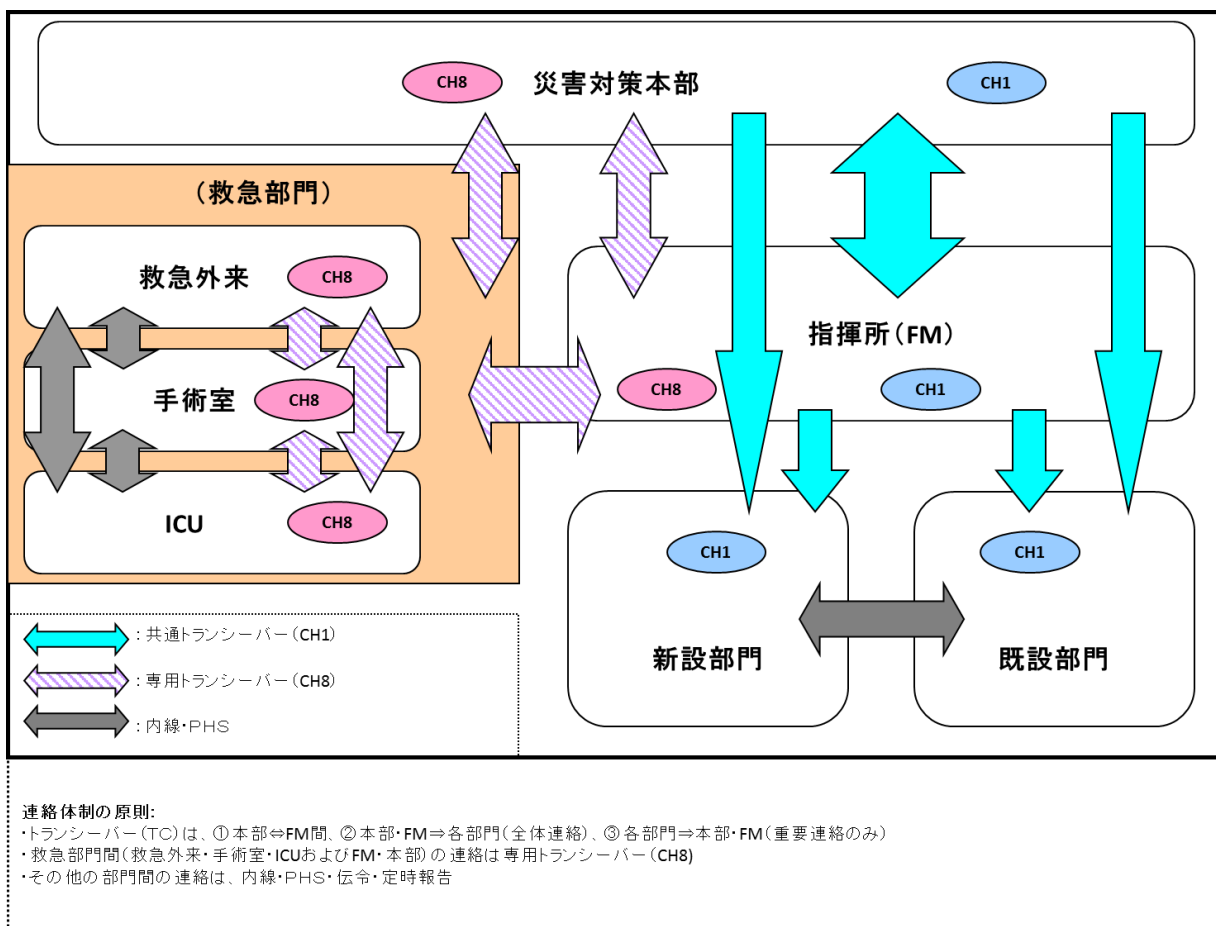 CH8
災害対策本部
CH1
(救急部門)
救急外来
CH8
指揮所(FM)
手術室
CH8
CH8
CH1
ICU
CH8
CH1
CH1
新設部門
既設部門
:共通トランシーバー(CH1)
:専用トランシーバー(CH8)
:内線・PHS
連絡体制の原則:
・トランシーバー(TC)は、①本部⇔FM間、②本部・FM⇒各部門(全体連絡)、③各部門⇒本部・FM(重要連絡のみ)
・救急部門間(救急外来・手術室・ICUおよびFM・本部)の連絡は専用トランシーバー(CH8)
・その他の部門間の連絡は、内線・PHS・伝令・定時報告